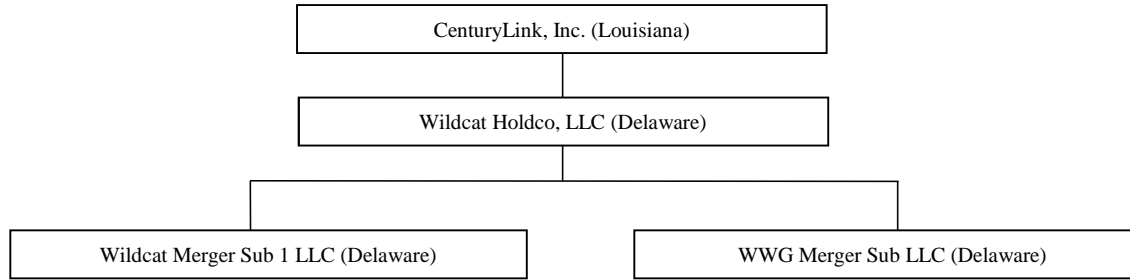 CenturyLink, Inc. (Louisiana)
Wildcat Holdco, LLC (Delaware)
Wildcat Merger Sub 1 LLC (Delaware)
WWG Merger Sub LLC (Delaware)